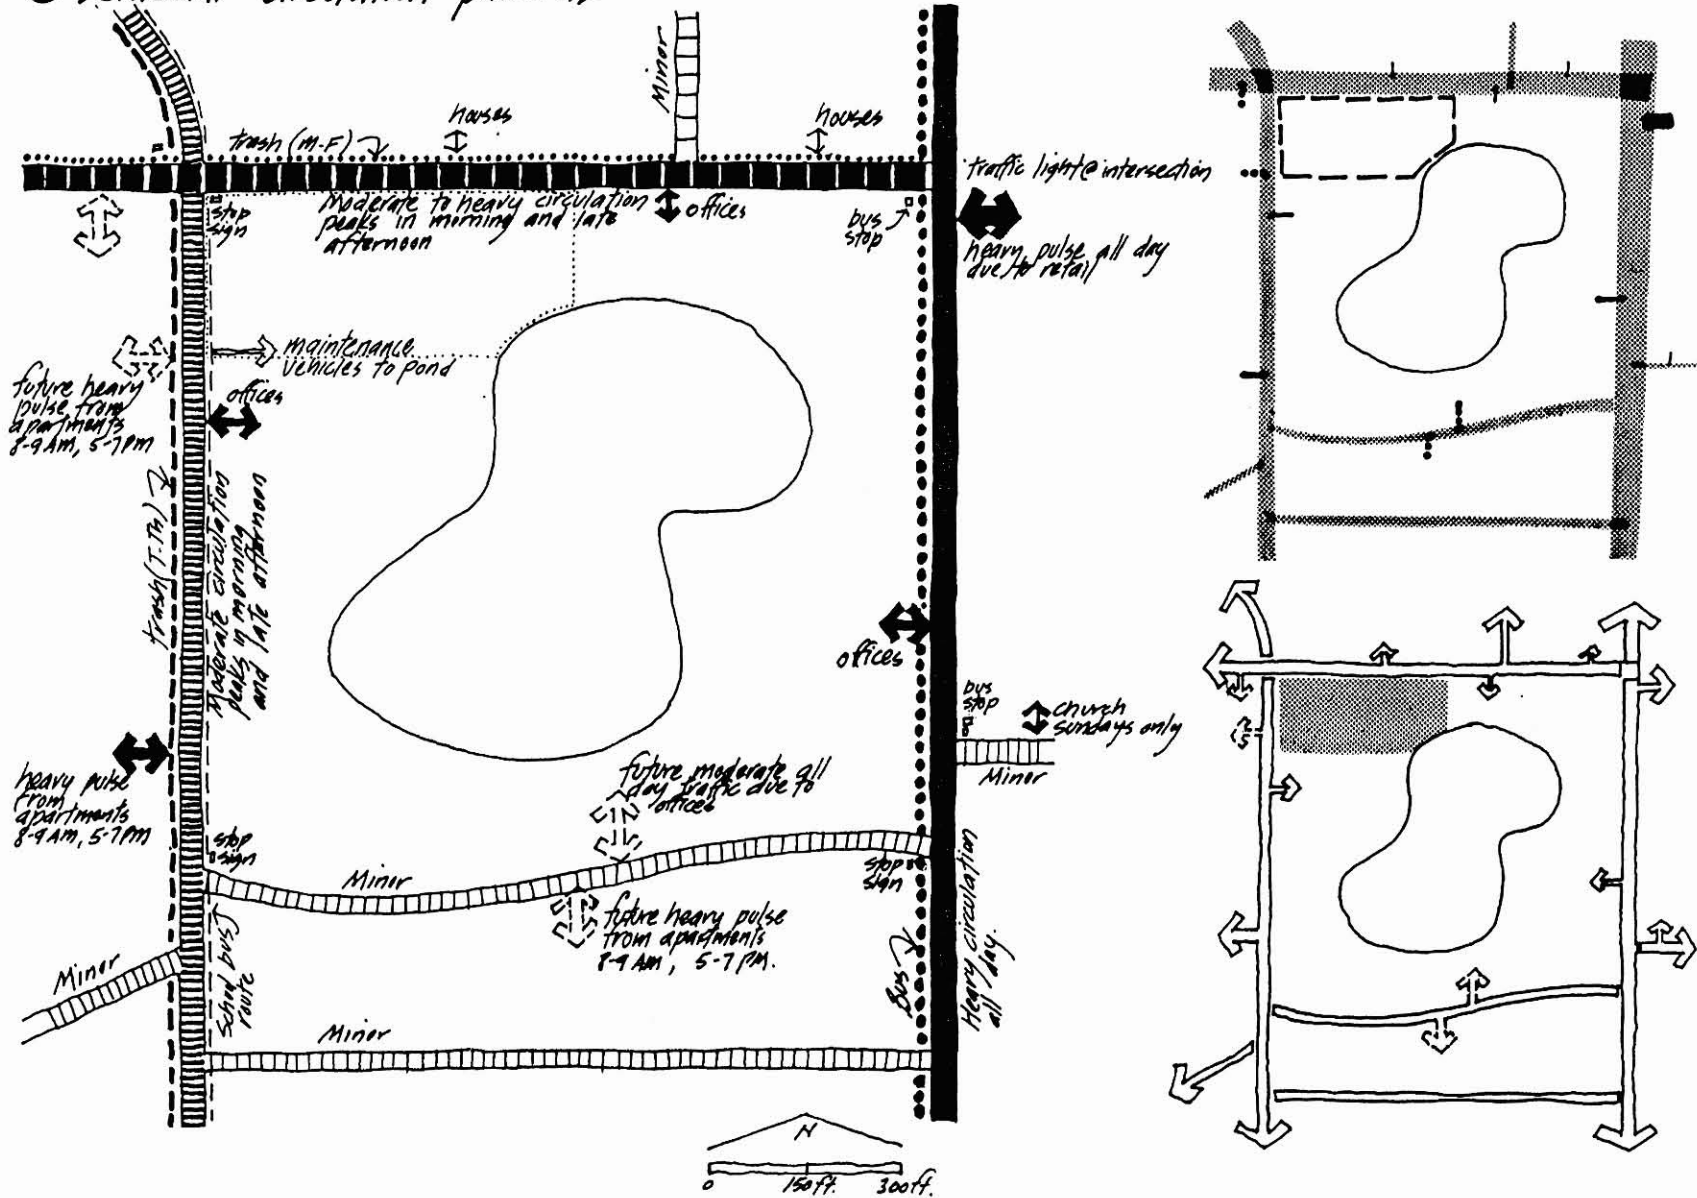 Vehicular circulation patterns
Minor
houses
houses
trash (M-F)
traffic light @ intersection
stop
sign
Moderate to heavy circulation
peaks in morning and late
afternoon
offices
bus
stop
heavy pulse all day
due to retail
maintenance
vehicles to pond
future heavy
pulse from
apartments
8-9 AM, 5-7 PM
offices
trash (T-Th)
Moderate circulation
peaks in morning
and late afternoon
offices
bus
stop
church
sundays only
Minor
heavy pulse
from
apartments
8-9 AM, 5-7 PM
future moderate all
day traffic due to
offices
stop
sign
Minor
stop
sign
future heavy pulse
from apartments
8-9 AM, 5-7 PM.
Heavy circulation
all day.
Bus
Minor
School bus
route
Minor
N
0 150 ft. 300 ft.